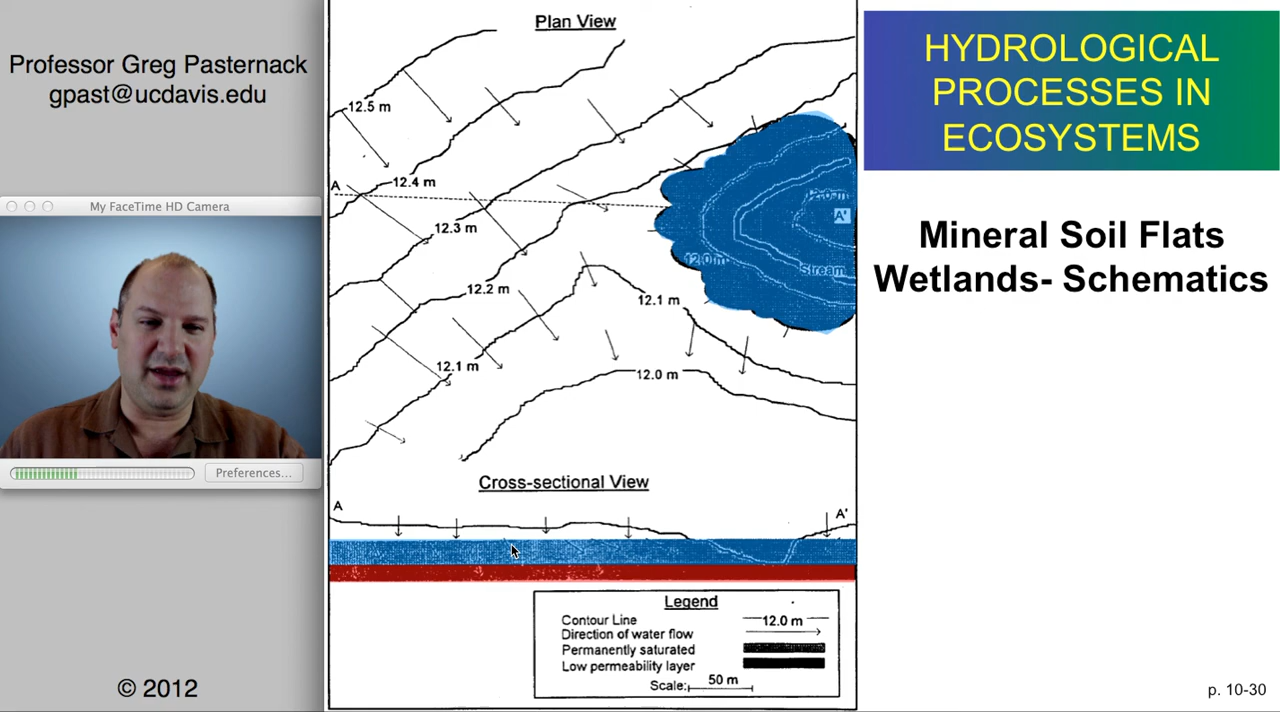 Professor Greg Pasternack
gpast@ucdavis.edu
My FaceTime HD Camera
Preferences...
© 2012
Plan View
12.5 m
A
12.4 m
12.3 m
12.2 m
12.1 m
12.1 m
12.0 m
12.0 m
12.0 m
A'
Stream
Cross-sectional View
A
A'
Legend
Contour Line
12.0 m
Direction of water flow
Permanently saturated
Low permeability layer
Scale: 50 m
HYDROLOGICAL
PROCESSES IN
ECOSYSTEMS
Mineral Soil Flats
Wetlands- Schematics
p. 10-30